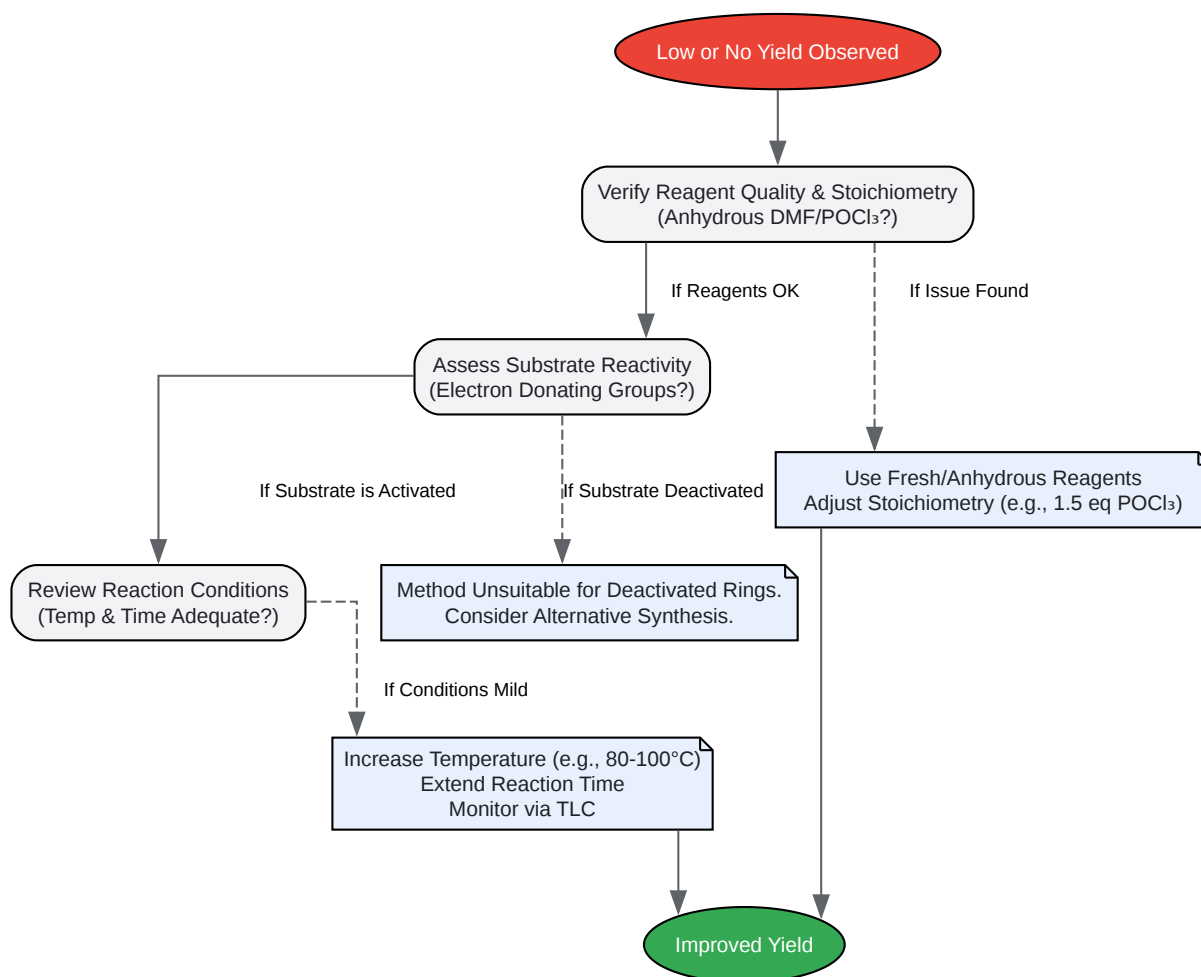 Low or No Yield Observed
Verify Reagent Quality & Stoichiometry
(Anhydrous DMF/POCl₃?)
If Reagents OK
If Issue Found
Assess Substrate Reactivity
(Electron Donating Groups?)
If Substrate is Activated
If Substrate Deactivated
Use Fresh/Anhydrous Reagents
Adjust Stoichiometry (e.g., 1.5 eq POCl₃)
Review Reaction Conditions
(Temp & Time Adequate?)
Method Unsuitable for Deactivated Rings.
Consider Alternative Synthesis.
If Conditions Mild
Increase Temperature (e.g., 80-100°C)
Extend Reaction Time
Monitor via TLC
Improved Yield